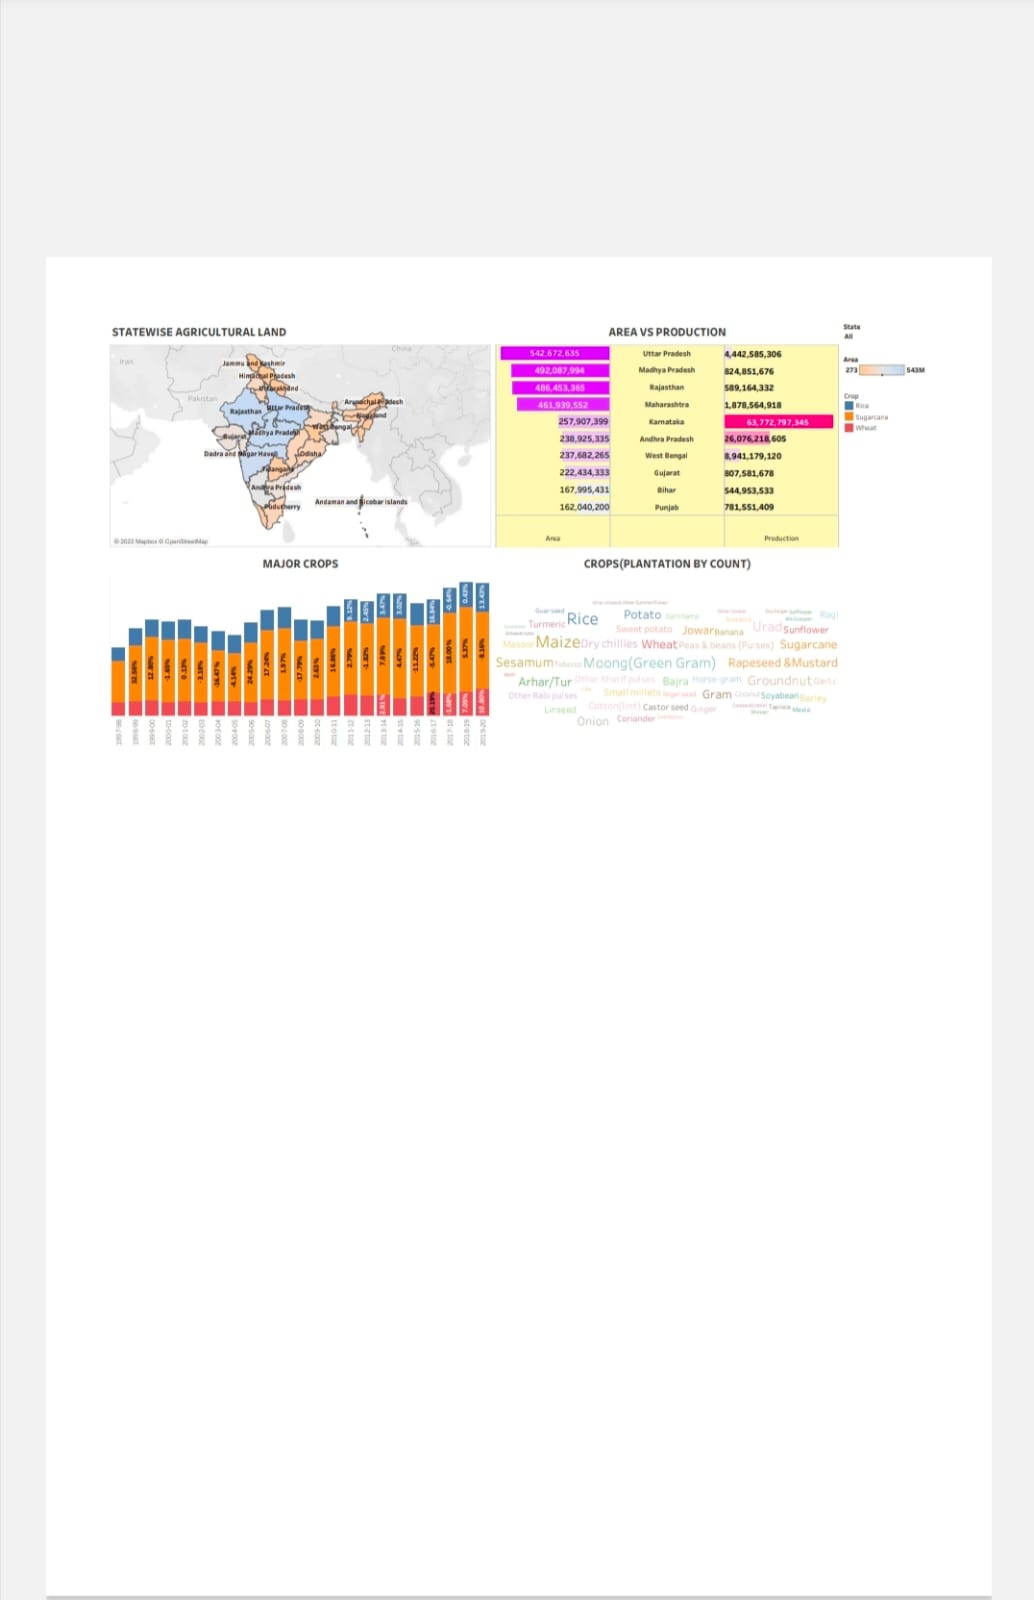 STATEWISE AGRICULTURAL LAND
Iran
China
Pakistan
Jammu and Kashmir
Himachal Pradesh
Uttarakhand
Arunachal Pradesh
Rajasthan
Uttar Pradesh
Nagaland
West Bengal
Gujarat
Madhya Pradesh
Dadra and Nagar Haveli
Odisha
Telangana
Andhra Pradesh
Puducherry
Andaman and Nicobar Islands
© 2022 Mapbox © OpenStreetMap
AREA VS PRODUCTION
542,672,635 Uttar Pradesh 4,442,585,306
492,087,994 Madhya Pradesh 824,851,676
486,453,365 Rajasthan 589,164,332
461,939,552 Maharashtra 1,878,564,918
257,907,399 Karnataka 63,772,797,345
238,925,335 Andhra Pradesh 26,076,218,605
237,682,265 West Bengal 8,941,179,120
222,434,333 Gujarat 807,581,678
167,995,431 Bihar 544,953,533
162,040,200 Punjab 781,551,409
Area Production
State
All
Area
273 543M
Crop
Rice
Sugarcane
Wheat
MAJOR CROPS
9.12% 2.45% 3.47% 3.02% 16.84% -0.54% 0.43% 13.43%
12.80% -1.69% 0.13% -3.18% -16.47% -4.14% 24.29% 17.24% 1.97% -17.79% 2.63% 2.79% -1.82% 7.89% 4.47% -11.22% -6.47% 18.00% 5.37% -8.16%
2.91% 20.19% 7.05% 10.80%
1997-98 1998-99 1999-00 2000-01 2001-02 2002-03 2003-04 2004-05 2005-06 2006-07 2007-08 2008-09 2009-10 2010-11 2011-12 2012-13 2013-14 2014-15 2015-16 2016-17 2017-18 2018-19 2019-20
CROPS(PLANTATION BY COUNT)
Guar seed Rice Potato Sannhamp Ragi
Turmeric Sweet potato Jowar Banana Urad Sunflower
Masoor Maize Dry chillies Wheat Peas & beans (Pulses) Sugarcane
Sesamum Tobacco Moong(Green Gram) Rapeseed &Mustard
Arhar/Tur Other Kharif pulses Bajra Horse-gram Groundnut Garlic
Other Rabi pulses Small millets Niger seed Gram Coconut Soyabean Barley
Linseed Cotton(lint) Castor seed Ginger Tapioca Mesta
Onion Coriander